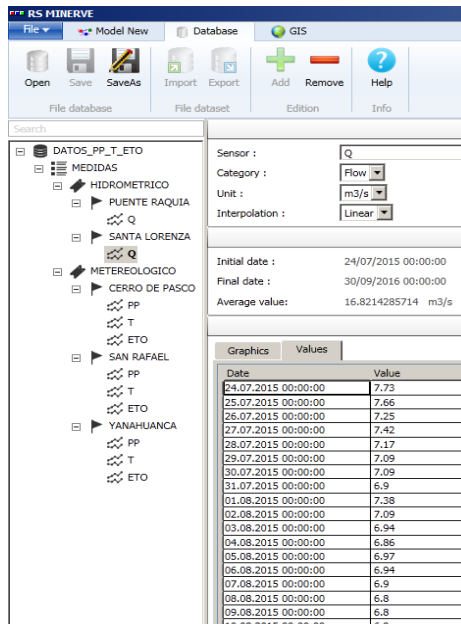 RS MINERVE
File Model New Database GIS
Open Save SaveAs Import Export Add Remove Help
File database File dataset Edition Info
Search
DATOS_PP_T_ETO
MEDIDAS
HIDROMETRICO
PUENTE RAQUIA
Q
SANTA LORENZA
Q
METEREOLOGICO
CERRO DE PASCO
PP
T
ETO
SAN RAFAEL
PP
T
ETO
YANAHUANCA
PP
T
ETO
Sensor : Q
Category : Flow
Unit : m3/s
Interpolation : Linear
Initial date : 24/07/2015 00:00:00
Final date : 30/09/2016 00:00:00
Average value: 16.8214285714 m3/s
Graphics Values
Date Value
24.07.2015 00:00:00 7.73
25.07.2015 00:00:00 7.66
26.07.2015 00:00:00 7.25
27.07.2015 00:00:00 7.42
28.07.2015 00:00:00 7.17
29.07.2015 00:00:00 7.09
30.07.2015 00:00:00 7.09
31.07.2015 00:00:00 6.9
01.08.2015 00:00:00 7.38
02.08.2015 00:00:00 7.09
03.08.2015 00:00:00 6.94
04.08.2015 00:00:00 6.86
05.08.2015 00:00:00 6.97
06.08.2015 00:00:00 6.94
07.08.2015 00:00:00 6.9
08.08.2015 00:00:00 6.8
09.08.2015 00:00:00 6.8